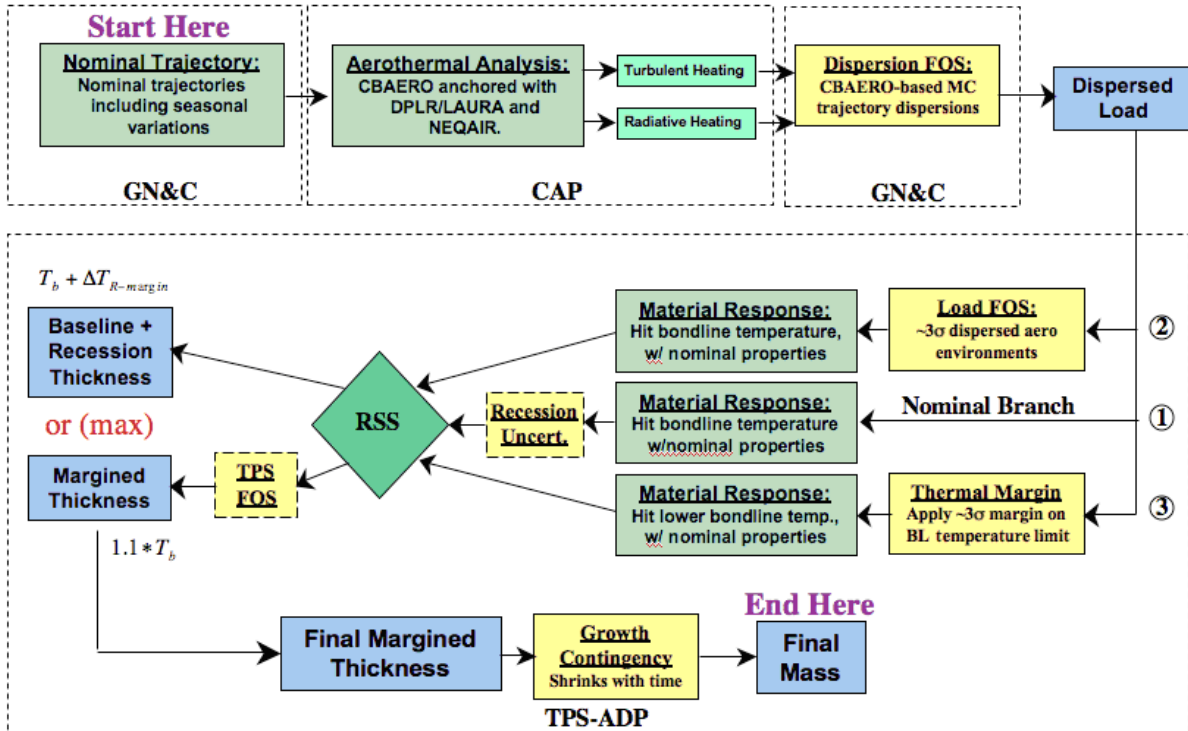 Start Here
Nominal Trajectory:
Nominal trajectories
including seasonal
variations
GN&C
Aerothermal Analysis:
CBAERO anchored with
DPLR/LAURA and
NEQAIR.
Turbulent Heating
Radiative Heating
CAP
Dispersion FOS:
CBAERO-based MC
trajectory dispersions
GN&C
Dispersed
Load
T_b + ΔT_{R-margin}
Baseline +
Recession
Thickness
or (max)
Margined
Thickness
1.1 * T_b
RSS
TPS
FOS
Recession
Uncert.
Material Response:
Hit bondline temperature,
w/ nominal properties
Load FOS:
~3σ dispersed aero
environments
②
Material Response:
Hit bondline temperature
w/nominal properties
Nominal Branch
①
Material Response:
Hit lower bondline temp.,
w/ nominal properties
Thermal Margin
Apply ~3σ margin on
BL temperature limit
③
Final Margined
Thickness
Growth
Contingency
Shrinks with time
End Here
Final
Mass
TPS-ADP